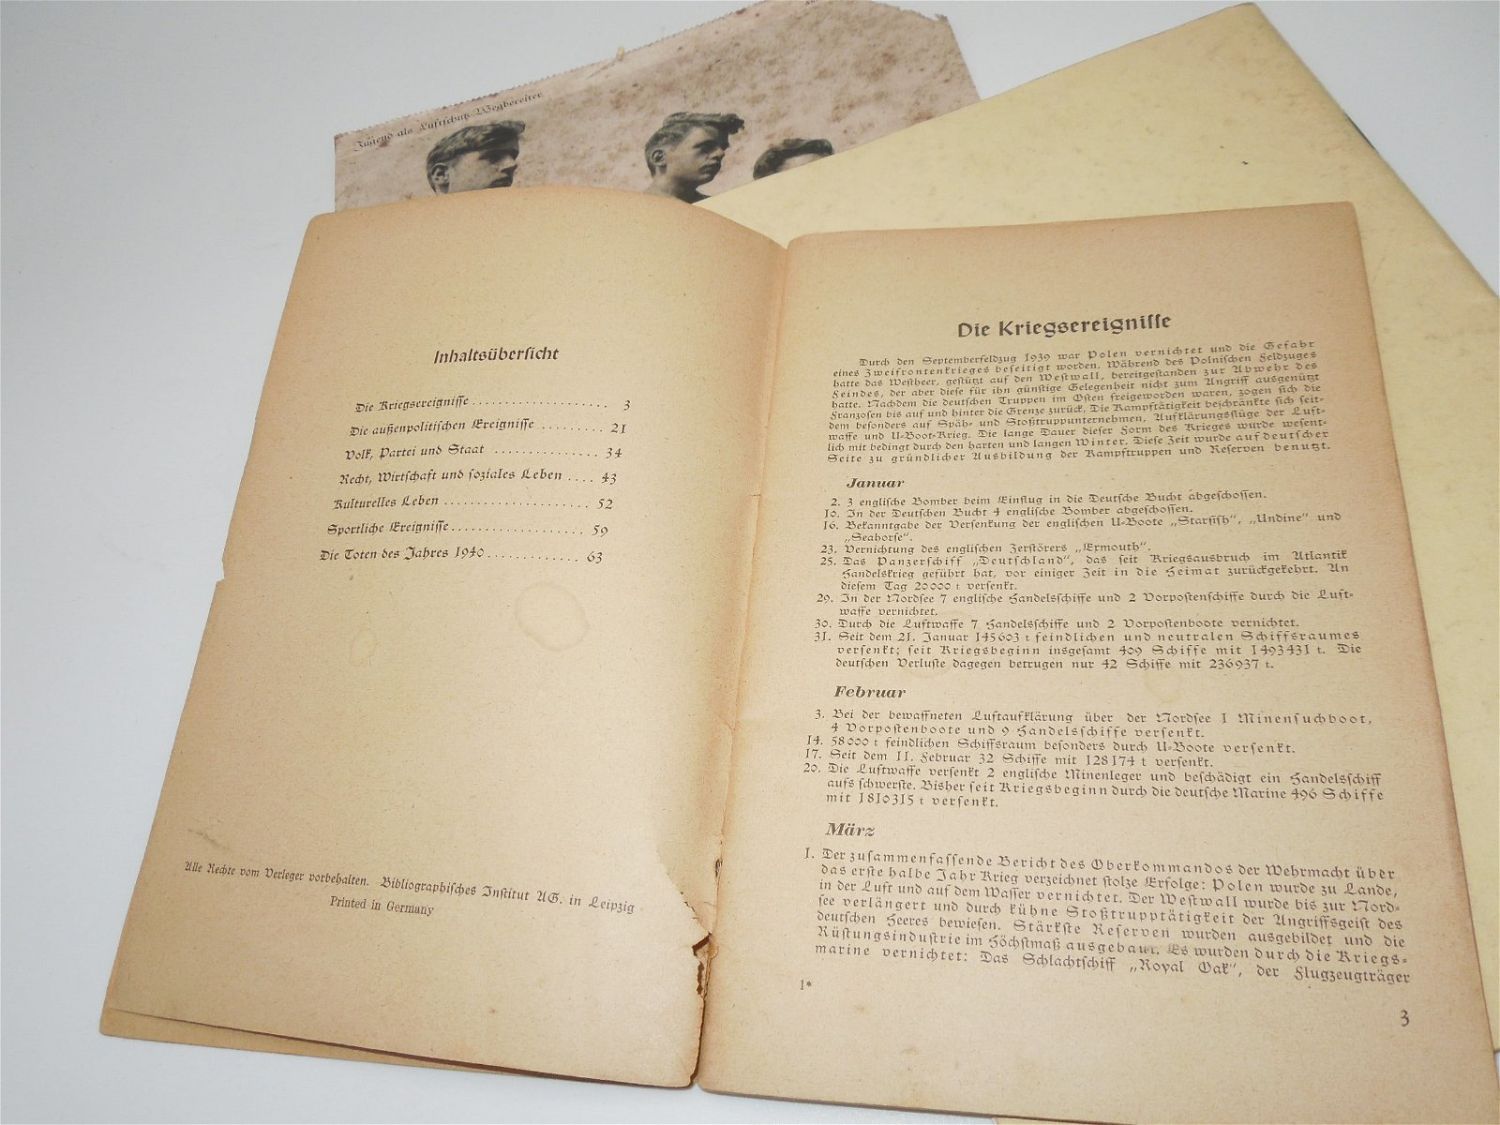 Jugend als Luftschutz-Wegbereiter
Inhaltsübersicht
Die Kriegsereignisse . . . . . . . . . . . . . . . . . . . . . 3
Die außenpolitischen Ereignisse . . . . . . . . . 21
Volk, Partei und Staat . . . . . . . . . . . . . . . 34
Recht, Wirtschaft und soziales Leben . . . . 43
Kulturelles Leben . . . . . . . . . . . . . . . . . . . . . 52
Sportliche Ereignisse . . . . . . . . . . . . . . . . . . . 59
Die Toten des Jahres 1940 . . . . . . . . . . . . . 63
Alle Rechte vom Verleger vorbehalten. Bibliographisches Institut AG. in Leipzig
Printed in Germany
Die Kriegsereignisse
Durch den Septemberfeldzug 1939 war Polen vernichtet und die Gefahr
eines Zweifrontenkrieges beseitigt worden. Während des Polnischen Feldzuges
hatte das Westheer, gestützt auf den Westwall, bereitgestanden zur Abwehr des
Feindes, der aber diese für ihn günstige Gelegenheit nicht zum Angriff ausgenützt
hatte. Nachdem die deutschen Truppen im Osten freigeworden waren, zogen sich die
Franzosen bis auf und hinter die Grenze zurück. Die Kampftätigkeit beschränkte sich seit-
dem besonders auf Späh- und Stoßtruppunternehmen, Aufklärungsflüge der Luft-
waffe und U-Boot-Krieg. Die lange Dauer dieser Form des Krieges wurde wesent-
lich mit bedingt durch den harten und langen Winter. Diese Zeit wurde auf deutscher
Seite zu gründlicher Ausbildung der Kampftruppen und Reserven benutzt.
Januar
2. 3 englische Bomber beim Einflug in die Deutsche Bucht abgeschossen.
10. In der Deutschen Bucht 4 englische Bomber abgeschossen.
16. Bekanntgabe der Versenkung der englischen U-Boote „Starfish“, „Undine“ und
„Seahorse“.
23. Vernichtung des englischen Zerstörers „Exmouth“.
25. Das Panzerschiff „Deutschland“, das seit Kriegsausbruch im Atlantik
Handelskrieg geführt hat, vor einiger Zeit in die Heimat zurückgekehrt. An
diesem Tag 20000 t versenkt.
29. In der Nordsee 7 englische Handelsschiffe und 2 Vorpostenschiffe durch die Luft-
waffe vernichtet.
30. Durch die Luftwaffe 7 Handelsschiffe und 2 Vorpostenboote vernichtet.
31. Seit dem 21. Januar 145603 t feindlichen und neutralen Schiffsraumes
versenkt; seit Kriegsbeginn insgesamt 409 Schiffe mit 1493431 t. Die
deutschen Verluste dagegen betrugen nur 42 Schiffe mit 236937 t.
Februar
3. Bei der bewaffneten Luftaufklärung über der Nordsee 1 Minensuchboot,
4 Vorpostenboote und 9 Handelsschiffe versenkt.
14. 58000 t feindlichen Schiffsraum besonders durch U-Boote versenkt.
17. Seit dem 11. Februar 32 Schiffe mit 128174 t versenkt.
20. Die Luftwaffe versenkt 2 englische Minenleger und beschädigt ein Handelsschiff
aufs schwerste. Bisher seit Kriegsbeginn durch die deutsche Marine 496 Schiffe
mit 1810315 t versenkt.
März
1. Der zusammenfassende Bericht des Oberkommandos der Wehrmacht über
das erste halbe Jahr Krieg verzeichnet stolze Erfolge: Polen wurde zu Lande,
in der Luft und auf dem Wasser vernichtet. Der Westwall wurde bis zur Nord-
see verlängert und durch kühne Stoßtrupptätigkeit der Angriffsgeist des
deutschen Heeres bewiesen. Stärkste Reserven wurden ausgebildet und die
Rüstungsindustrie im Höchstmaß ausgebaut. Es wurden durch die Kriegs-
marine vernichtet: Das Schlachtschiff „Royal Oak“, der Flugzeugträger
1*
3